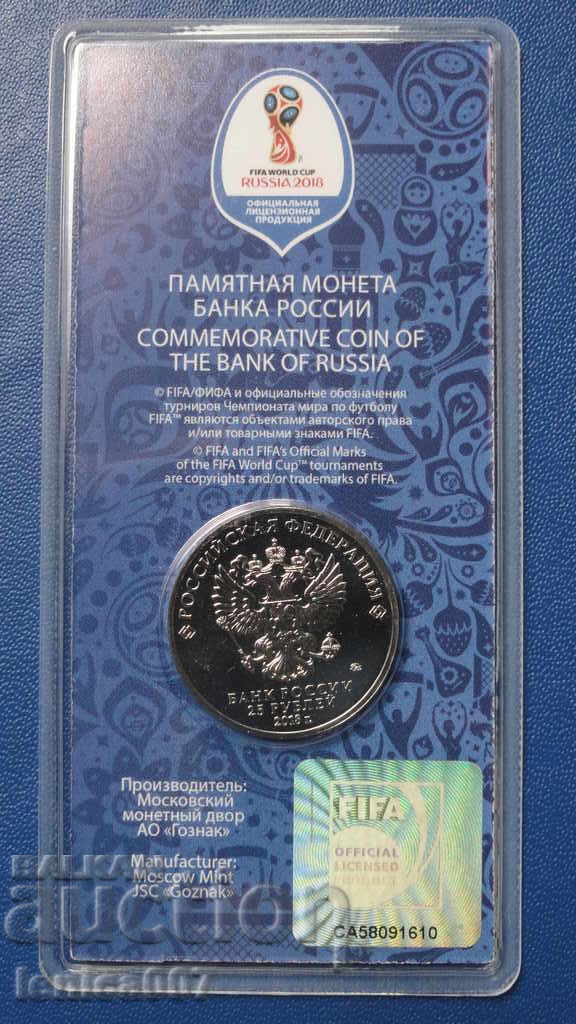 FIFA WORLD CUP
RUSSIA 2018
ОФИЦИАЛЬНАЯ
ЛИЦЕНЗИОННАЯ
ПРОДУКЦИЯ
ПАМЯТНАЯ МОНЕТА
БАНКА РОССИИ
COMMEMORATIVE COIN OF
THE BANK OF RUSSIA
© FIFA/ФИФА и официальные обозначения
турниров Чемпионата мира по футболу
FIFA™ являются объектами авторского права
и/или товарными знаками FIFA.
© FIFA and FIFA's Official Marks
of the FIFA World Cup™ tournaments
are copyrights and/or trademarks of FIFA.
РОССИЙСКАЯ ФЕДЕРАЦИЯ
БАНК РОССИИ
25 РУБЛЕЙ
2018 г.
Производитель:
Московский
монетный двор
АО «Гознак»
Manufacturer:
Moscow Mint
JSC «Goznak»
FIFA
OFFICIAL
LICENSED
PRODUCT
CA58091610
БАЛКАН
auction
lenica007